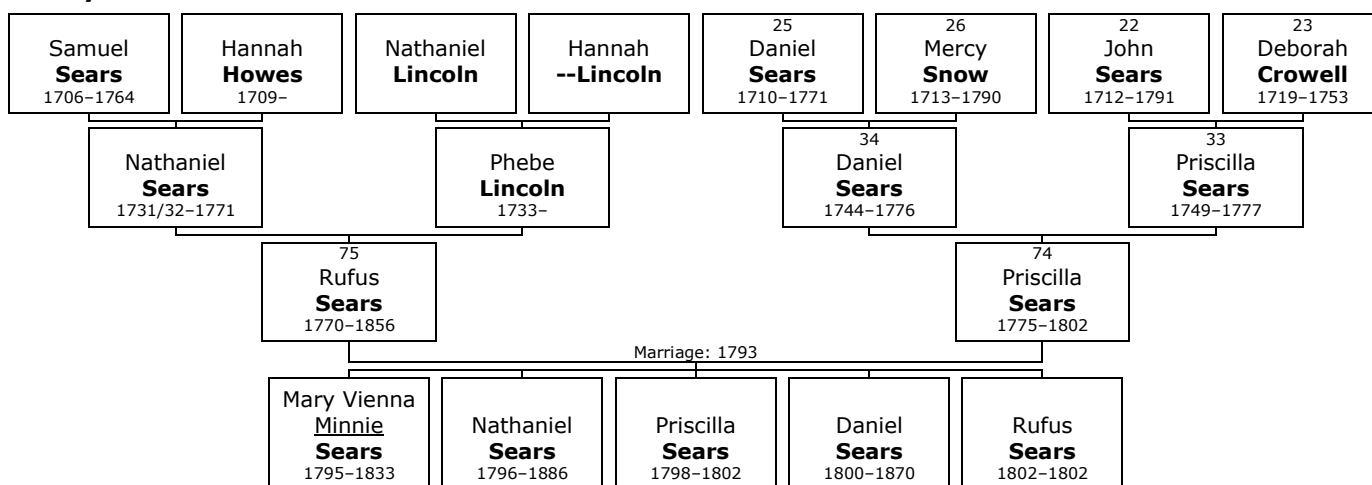 Samuel
Sears
1706–1764
Hannah
Howes
1709–
Nathaniel
Lincoln
Hannah
--Lincoln
25
Daniel
Sears
1710–1771
26
Mercy
Snow
1713–1790
22
John
Sears
1712–1791
23
Deborah
Crowell
1719–1753
Nathaniel
Sears
1731/32–1771
Phebe
Lincoln
1733–
34
Daniel
Sears
1744–1776
33
Priscilla
Sears
1749–1777
75
Rufus
Sears
1770–1856
74
Priscilla
Sears
1775–1802
Marriage: 1793
Mary Vienna
Minnie
Sears
1795–1833
Nathaniel
Sears
1796–1886
Priscilla
Sears
1798–1802
Daniel
Sears
1800–1870
Rufus
Sears
1802–1802